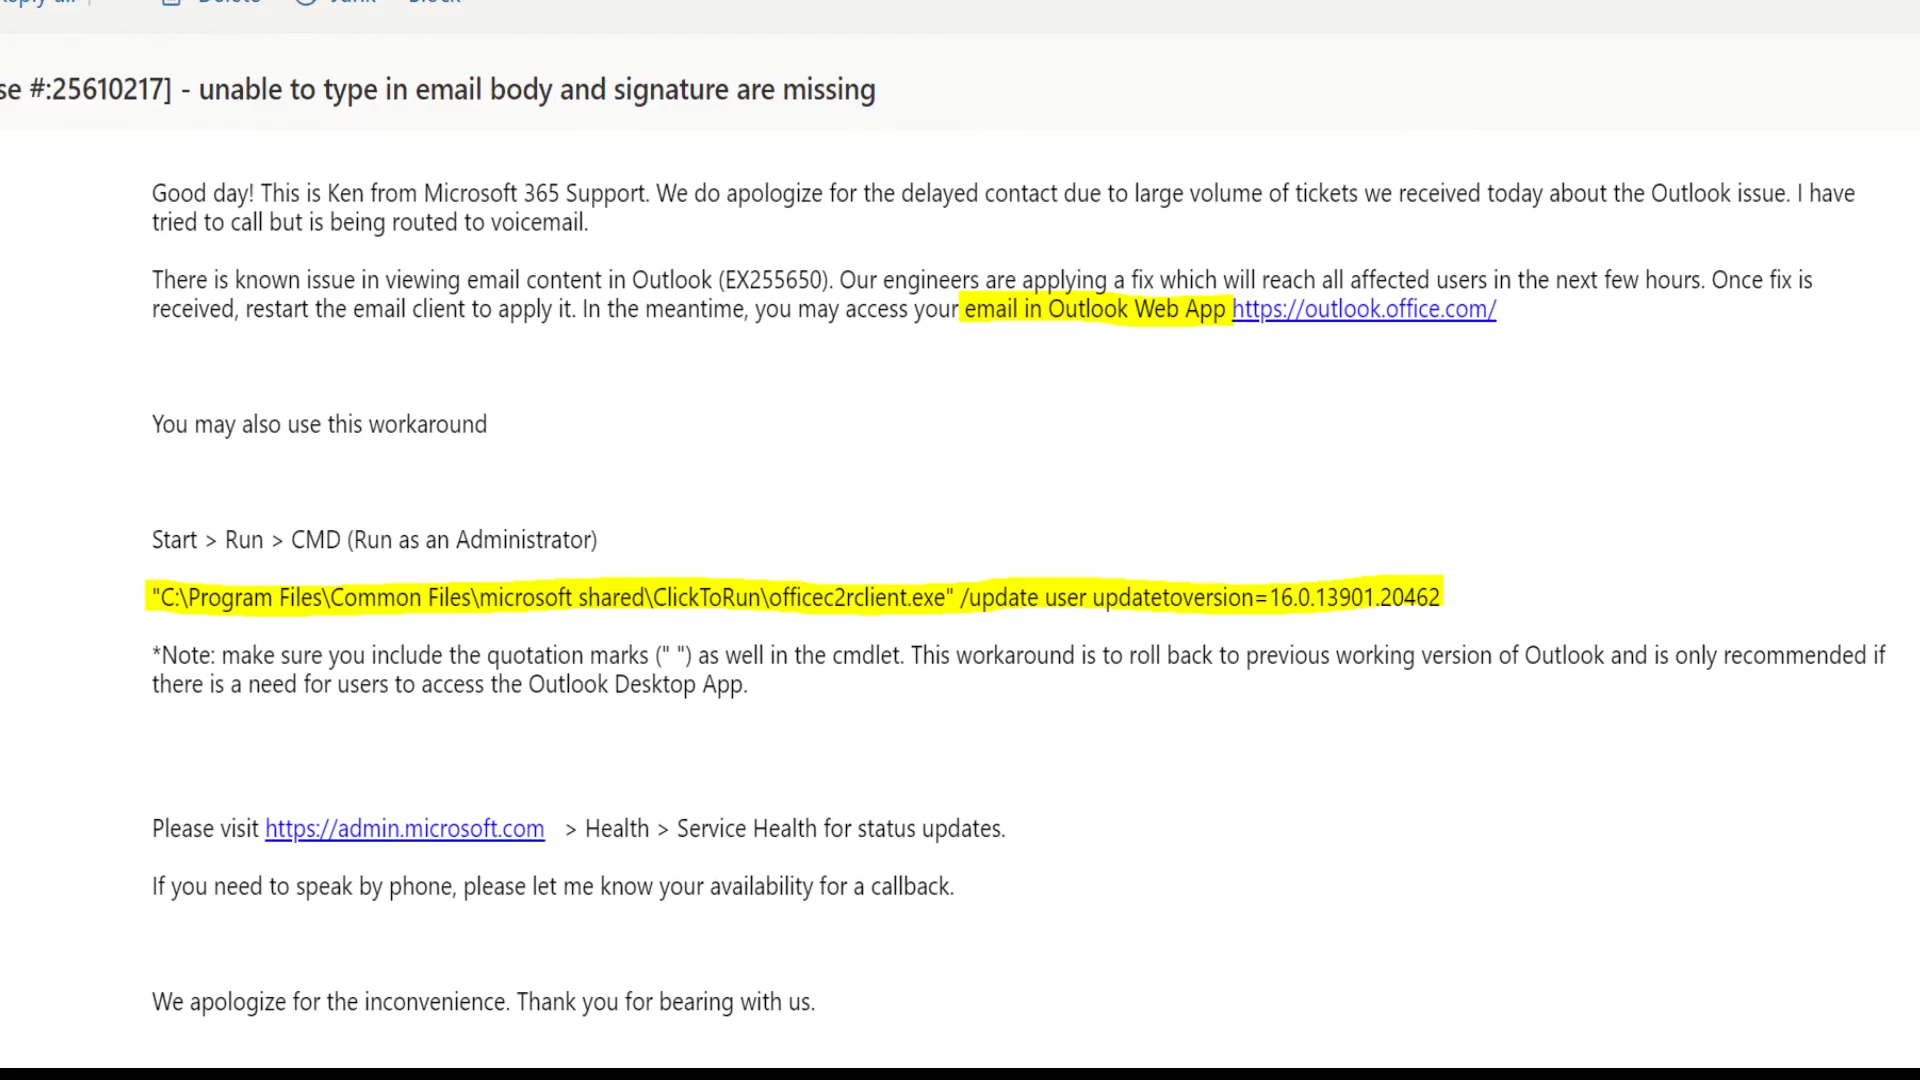 Delete Junk Block
se #:25610217] - unable to type in email body and signature are missing
Good day! This is Ken from Microsoft 365 Support. We do apologize for the delayed contact due to large volume of tickets we received today about the Outlook issue. I have
tried to call but is being routed to voicemail.
There is known issue in viewing email content in Outlook (EX255650). Our engineers are applying a fix which will reach all affected users in the next few hours. Once fix is
received, restart the email client to apply it. In the meantime, you may access your email in Outlook Web App https://outlook.office.com/
You may also use this workaround
Start > Run > CMD (Run as an Administrator)
"C:\Program Files\Common Files\microsoft shared\ClickToRun\officec2rclient.exe" /update user updatetoversion=16.0.13901.20462
*Note: make sure you include the quotation marks (" ") as well in the cmdlet. This workaround is to roll back to previous working version of Outlook and is only recommended if
there is a need for users to access the Outlook Desktop App.
Please visit https://admin.microsoft.com > Health > Service Health for status updates.
If you need to speak by phone, please let me know your availability for a callback.
We apologize for the inconvenience. Thank you for bearing with us.